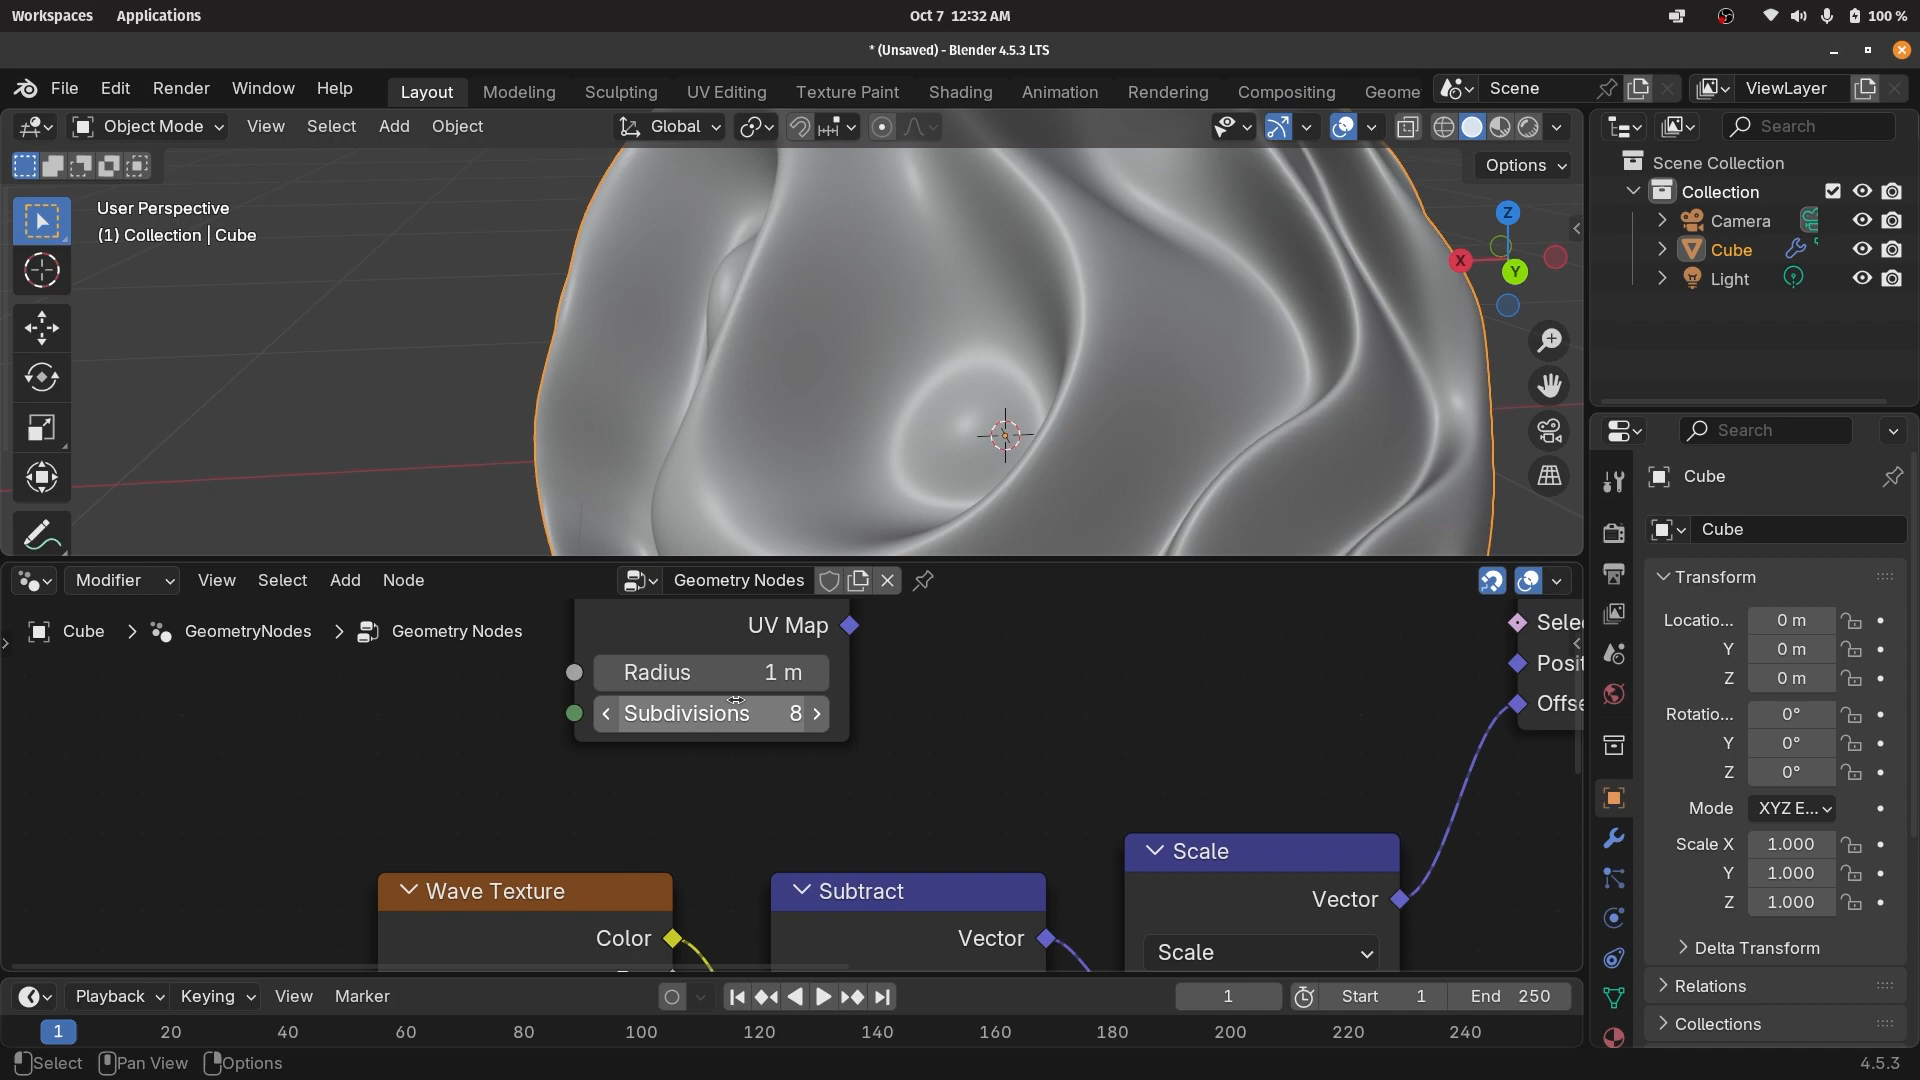 Workspaces Applications Oct 7 12:32 AM 100 %
* (Unsaved) - Blender 4.5.3 LTS
File Edit Render Window Help Layout Modeling Sculpting UV Editing Texture Paint Shading Animation Rendering Compositing Geome Scene ViewLayer
Object Mode View Select Add Object Global Search
Options
Scene Collection
User Perspective
(1) Collection | Cube
Collection
Camera
Cube
Light
Z
X
Y
Search
Cube
Cube
Transform
Locatio... 0 m
Y 0 m
Z 0 m
Rotatio... 0°
Y 0°
Z 0°
Mode XYZ E...
Scale X 1.000
Y 1.000
Z 1.000
Delta Transform
Relations
Collections
Modifier View Select Add Node Geometry Nodes
Cube GeometryNodes Geometry Nodes
UV Map
Radius 1 m
Subdivisions 8
Sele
Posit
Offse
Scale
Vector
Scale
Wave Texture
Color
Subtract
Vector
Playback Keying View Marker 1 Start 1 End 250
1 20 40 60 80 100 120 140 160 180 200 220 240
Select Pan View Options 4.5.3